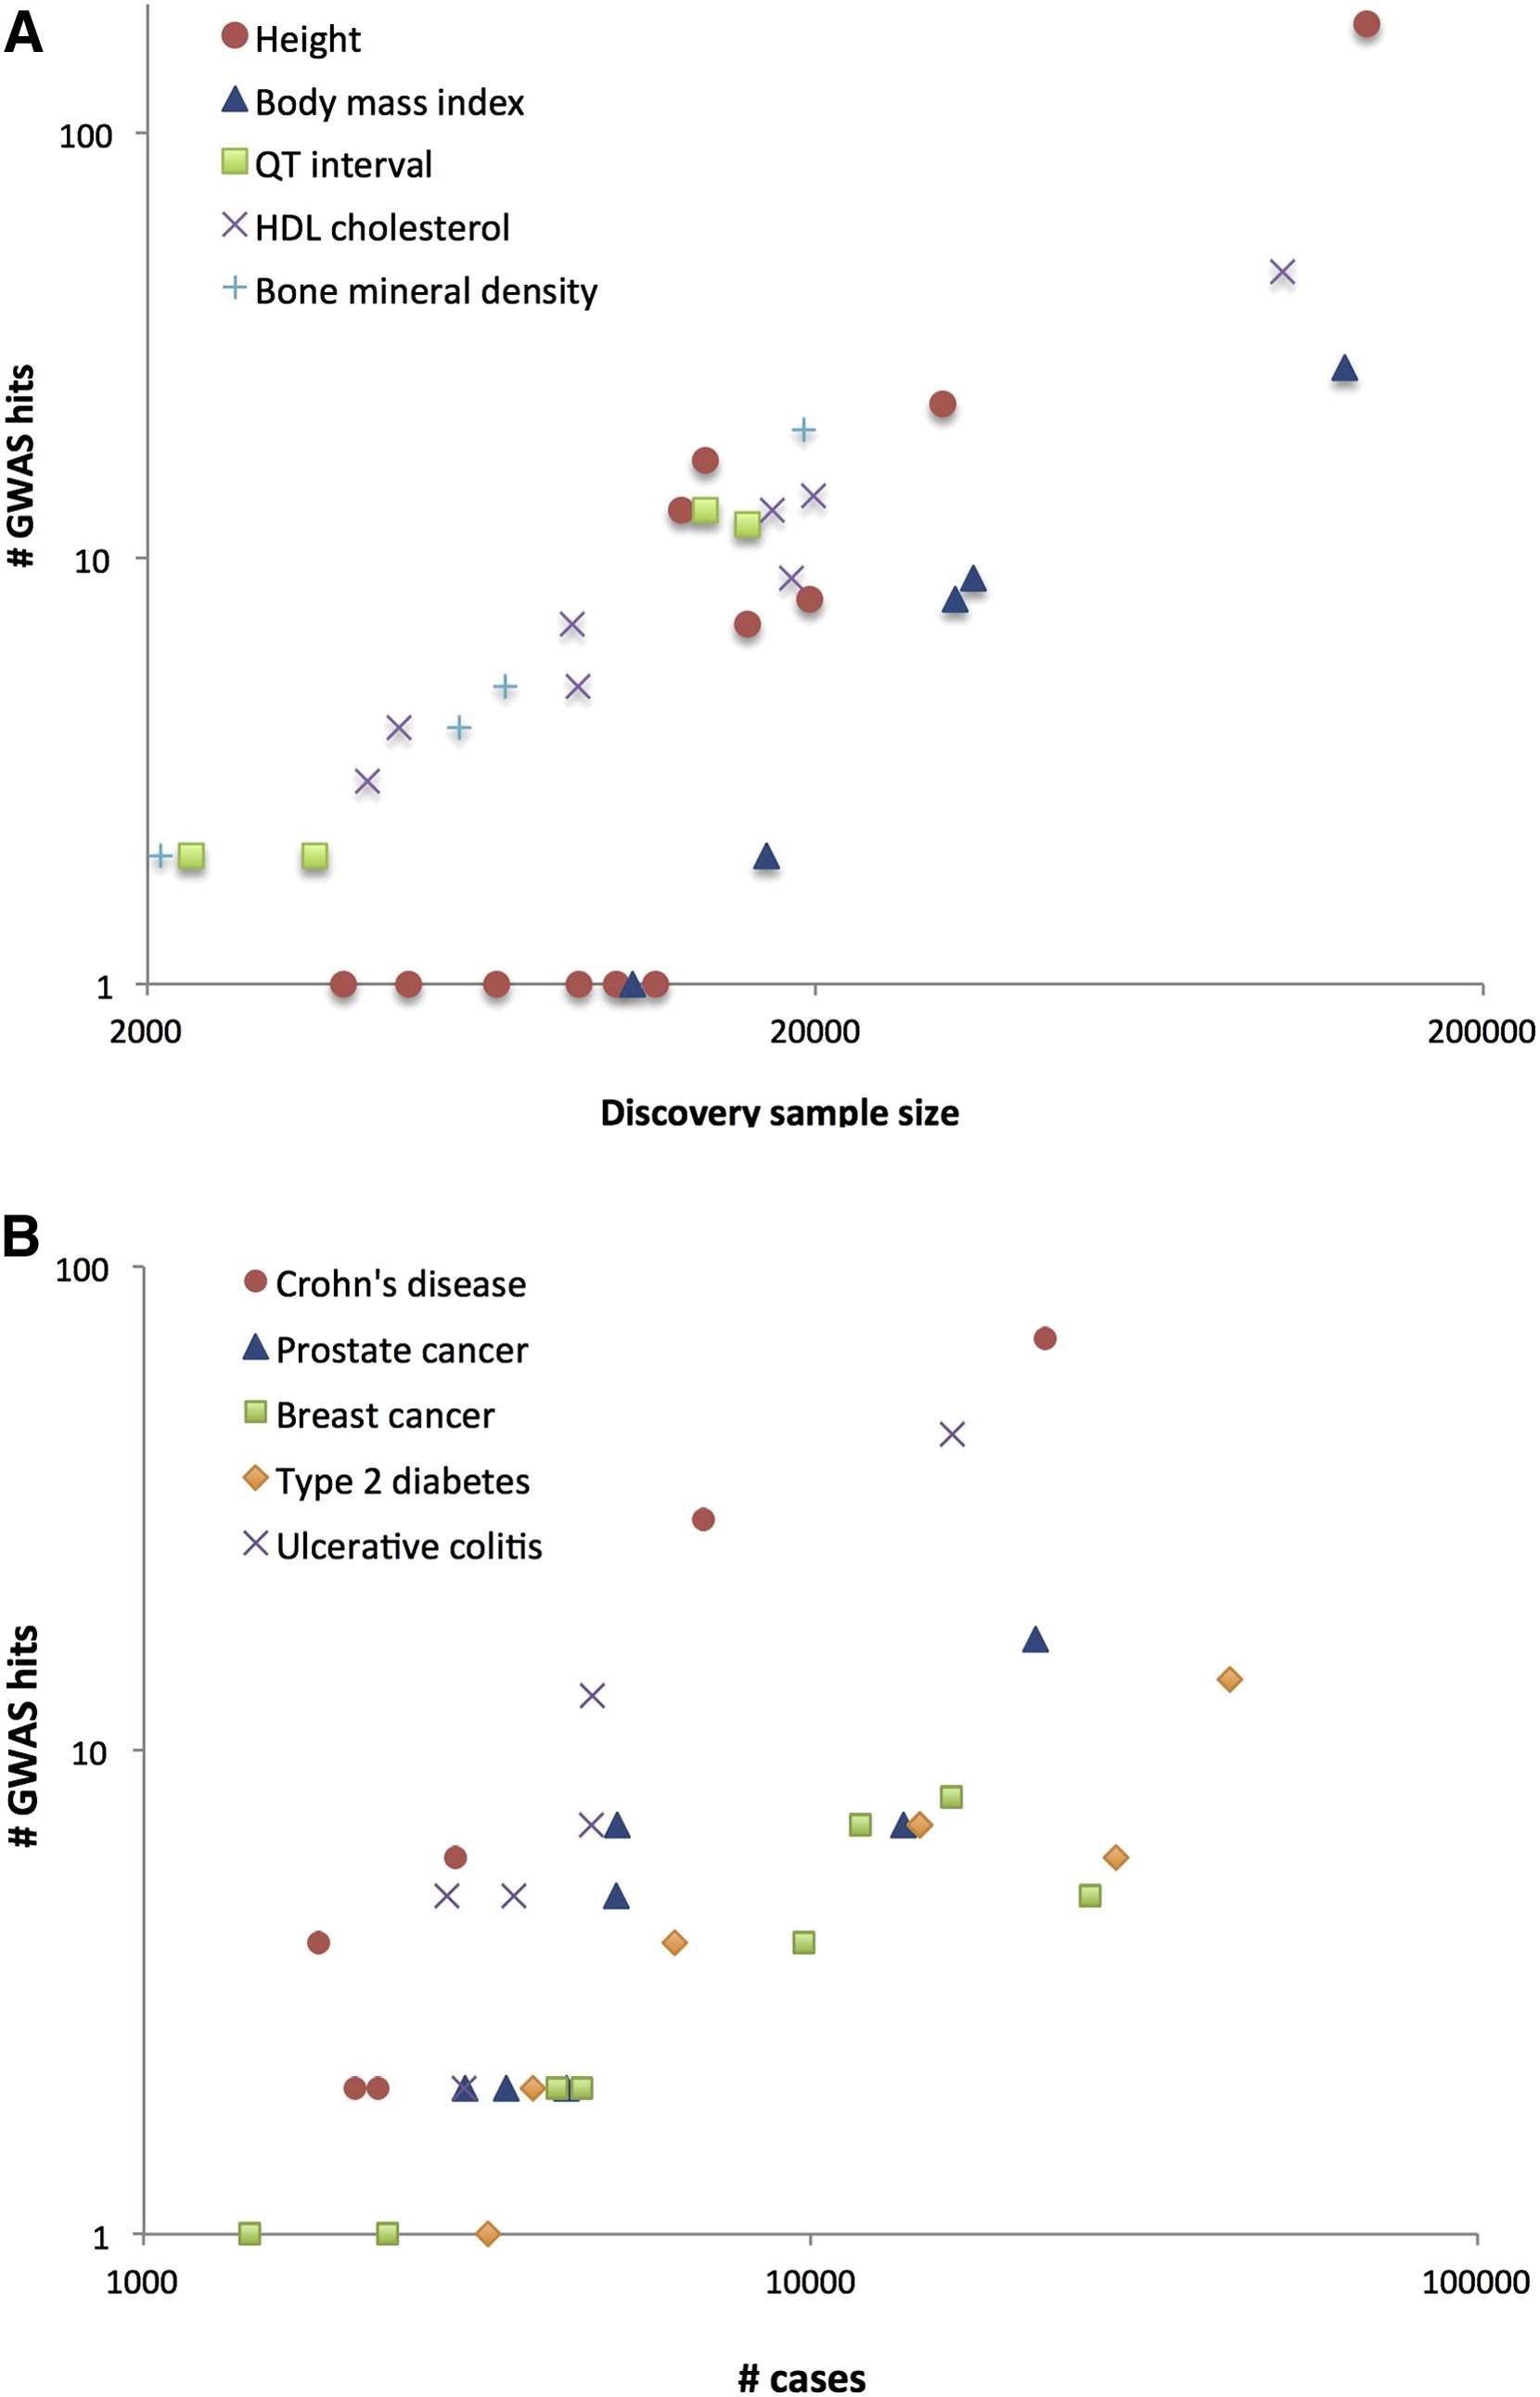 A
Height
Body mass index
100
QT interval
HDL cholesterol
Bone mineral density
# GWAS hits
10
1
2000
20000
200000
Discovery sample size
B
100
Crohn's disease
Prostate cancer
Breast cancer
Type 2 diabetes
Ulcerative colitis
# GWAS hits
10
1
1000
10000
100000
# cases